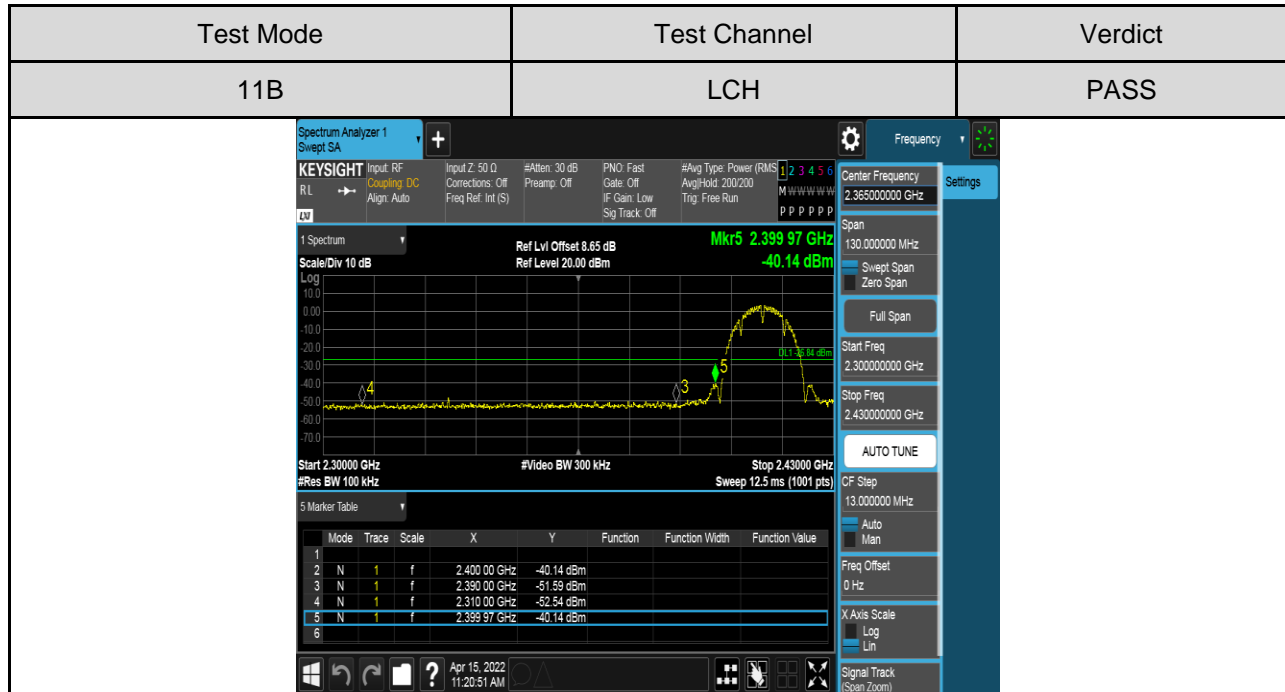 Test Mode Test Channel Verdict
11B LCH PASS
Spectrum Analyzer 1
Swept SA
+
Frequency
KEYSIGHT Input: RF Input Z: 50 Ω #Atten: 30 dB PNO: Fast #Avg Type: Power (RMS 1 2 3 4 5 6
RL Coupling: DC Corrections: Off Preamp: Off Gate: Off Avg|Hold: 200/200 M W W W W W
Align: Auto Freq Ref: Int (S) IF Gain: Low Trig: Free Run
LXI Sig Track: Off P P P P P P
1 Spectrum Ref Lvl Offset 8.65 dB Mkr5 2.399 97 GHz
Scale/Div 10 dB Ref Level 20.00 dBm -40.14 dBm
Log
10.0
0.00
-10.0
-20.0
DL1 -25.84 dBm
-30.0
5
-40.0
4 3
-50.0
-60.0
-70.0
Start 2.30000 GHz #Video BW 300 kHz Stop 2.43000 GHz
#Res BW 100 kHz Sweep 12.5 ms (1001 pts)
5 Marker Table
Mode Trace Scale X Y Function Function Width Function Value
1
2 N 1 f 2.400 00 GHz -40.14 dBm
3 N 1 f 2.390 00 GHz -51.59 dBm
4 N 1 f 2.310 00 GHz -52.54 dBm
5 N 1 f 2.399 97 GHz -40.14 dBm
6
? Apr 15, 2022
11:20:51 AM
Center Frequency
2.365000000 GHz
Settings
Span
130.000000 MHz
Swept Span
Zero Span
Full Span
Start Freq
2.300000000 GHz
Stop Freq
2.430000000 GHz
AUTO TUNE
CF Step
13.000000 MHz
Auto
Man
Freq Offset
0 Hz
X Axis Scale
Log
Lin
Signal Track
(Span Zoom)